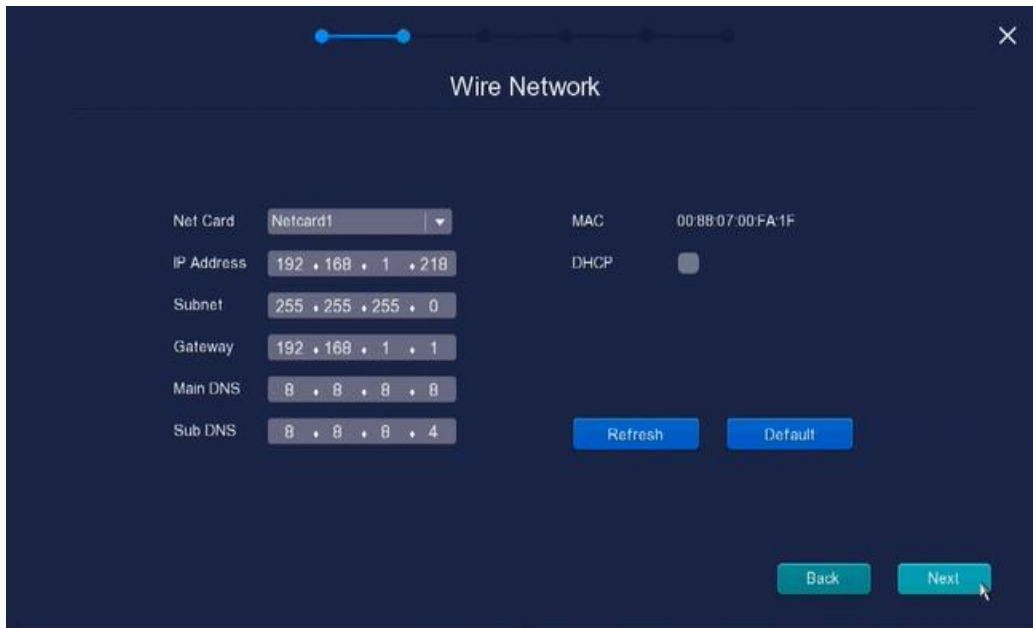 Wire Network
Net Card Netcard1 MAC 00:88:07:00:FA:1F
IP Address 192 . 168 . 1 . 218 DHCP
Subnet 255 . 255 . 255 . 0
Gateway 192 . 168 . 1 . 1
Main DNS 8 . 8 . 8 . 8
Sub DNS 8 . 8 . 8 . 4 Refresh Default
Back Next